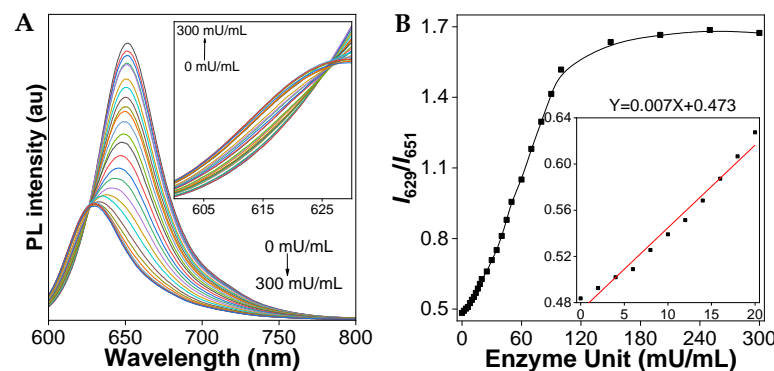 A
PL intensity (au)
300 mU/mL
0 mU/mL
605 615 625
0 mU/mL
300 mU/mL
600 650 700 750 800
Wavelength (nm)
B
I629/I651
1.7
1.4
1.1
0.8
0.5
Y=0.007X+0.473
0.64
0.60
0.56
0.52
0.48
0 5 10 15 20
0 60 120 180 240 300
Enzyme Unit (mU/mL)